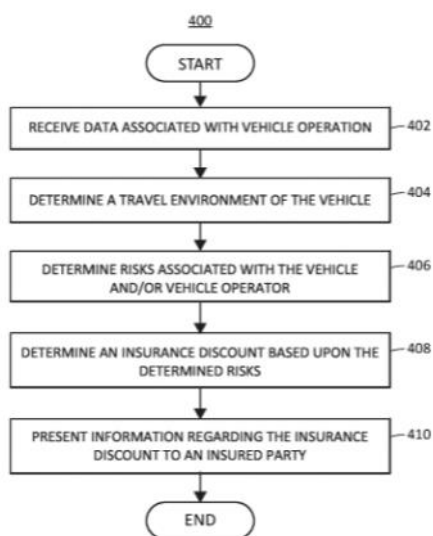 400
START
RECEIVE DATA ASSOCIATED WITH VEHICLE OPERATION
402
DETERMINE A TRAVEL ENVIRONMENT OF THE VEHICLE
404
DETERMINE RISKS ASSOCIATED WITH THE VEHICLE
AND/OR VEHICLE OPERATOR
406
DETERMINE AN INSURANCE DISCOUNT BASED UPON THE
DETERMINED RISKS
408
PRESENT INFORMATION REGARDING THE INSURANCE
DISCOUNT TO AN INSURED PARTY
410
END